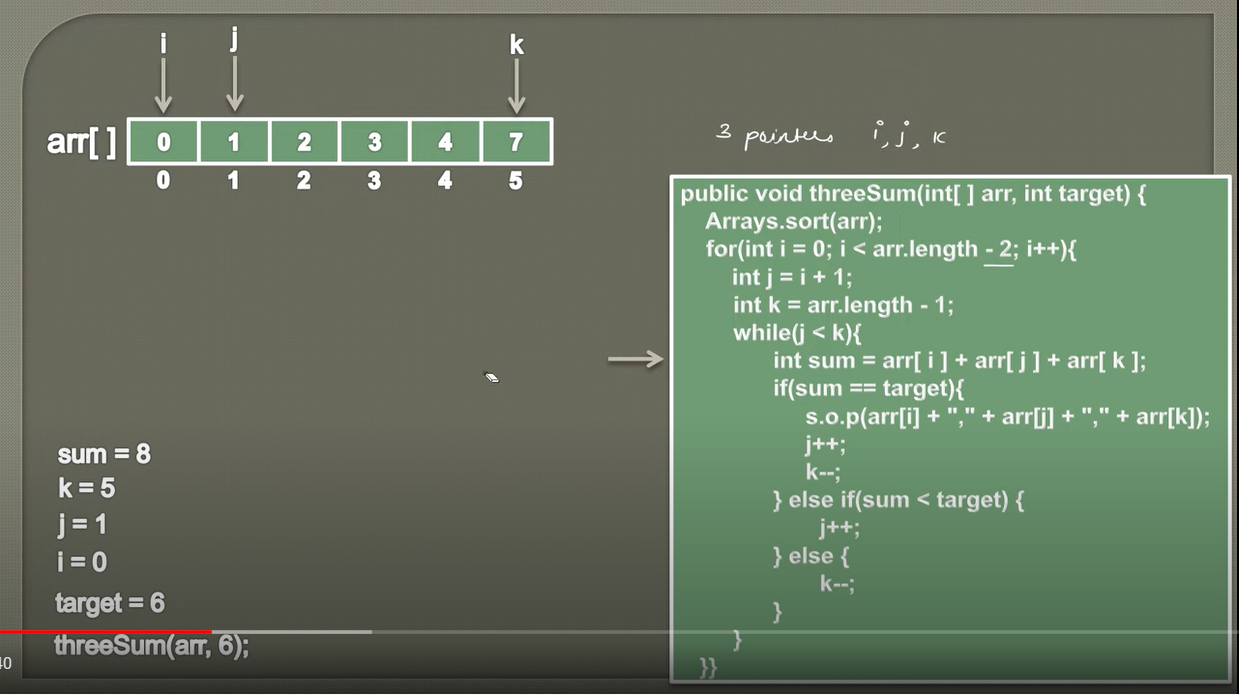 i j k
arr[ ] 0 1 2 3 4 7
0 1 2 3 4 5
3 pointers i, j, k
public void threeSum(int[ ] arr, int target) {
Arrays.sort(arr);
for(int i = 0; i < arr.length - 2; i++){
int j = i + 1;
int k = arr.length - 1;
while(j < k){
int sum = arr[ i ] + arr[ j ] + arr[ k ];
if(sum == target){
s.o.p(arr[i] + "," + arr[j] + "," + arr[k]);
j++;
k--;
} else if(sum < target) {
j++;
} else {
k--;
}
}
}}
sum = 8
k = 5
j = 1
i = 0
target = 6
threeSum(arr, 6);